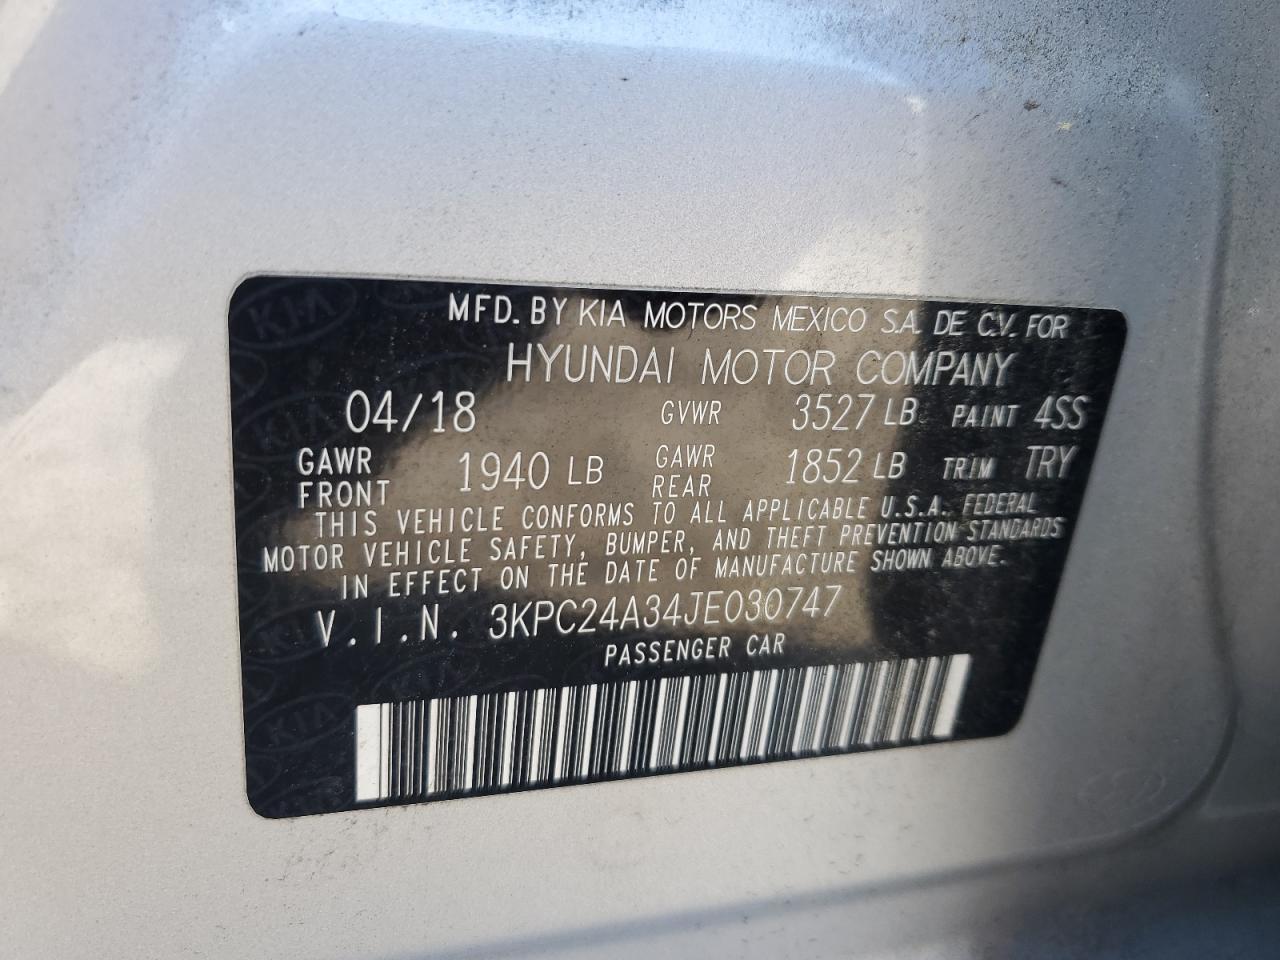 MFD. BY KIA MOTORS MEXICO S.A. DE C.V. FOR
HYUNDAI MOTOR COMPANY
04/18 GVWR 3527 LB PAINT 4SS
GAWR FRONT 1940 LB GAWR REAR 1852 LB TRIM TRY
THIS VEHICLE CONFORMS TO ALL APPLICABLE U.S.A. FEDERAL
MOTOR VEHICLE SAFETY, BUMPER, AND THEFT PREVENTION STANDARDS
IN EFFECT ON THE DATE OF MANUFACTURE SHOWN ABOVE.
V.I.N. 3KPC24A34JE030747
PASSENGER CAR
KIA
KIA